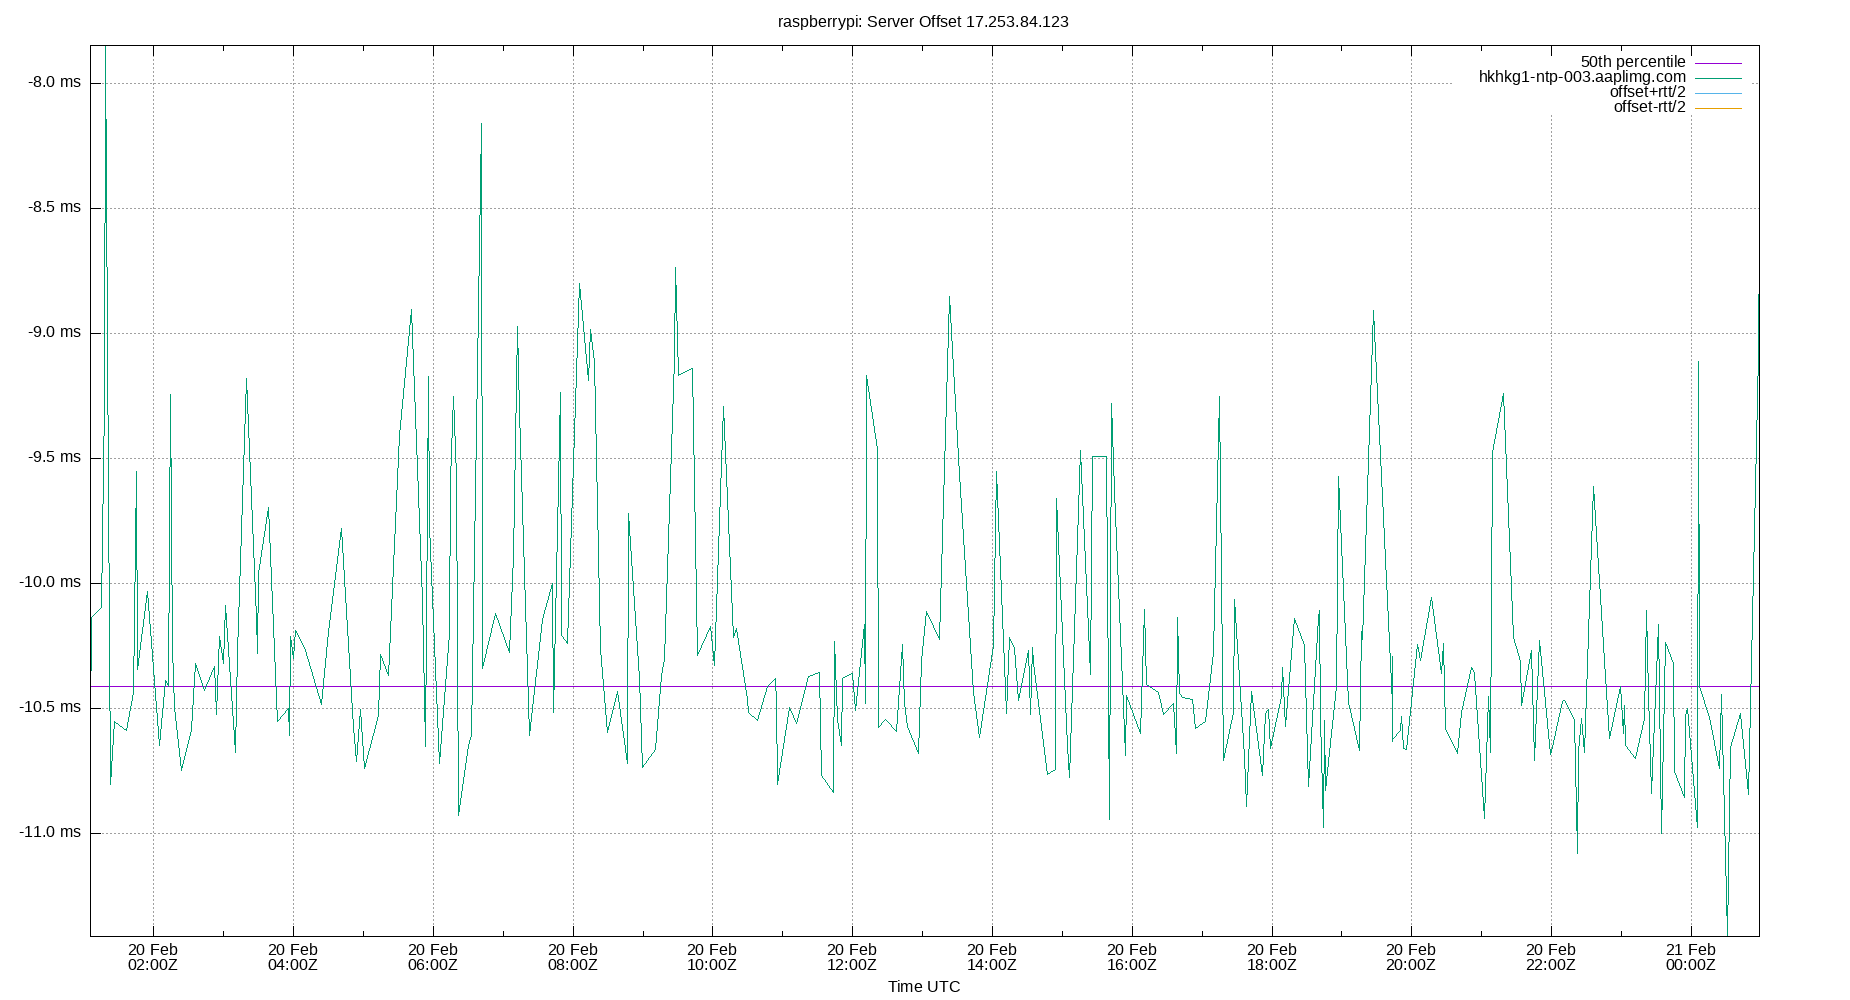 raspberrypi: Server Offset 17.253.84.123
50th percentile
hkhkg1-ntp-003.aaplimg.com
offset+rtt/2
offset-rtt/2
-8.0 ms
-8.5 ms
-9.0 ms
-9.5 ms
-10.0 ms
-10.5 ms
-11.0 ms
20 Feb 20 Feb 20 Feb 20 Feb 20 Feb 20 Feb 20 Feb 20 Feb 20 Feb 20 Feb 20 Feb 21 Feb
02:00Z 04:00Z 06:00Z 08:00Z 10:00Z 12:00Z 14:00Z 16:00Z 18:00Z 20:00Z 22:00Z 00:00Z
Time UTC